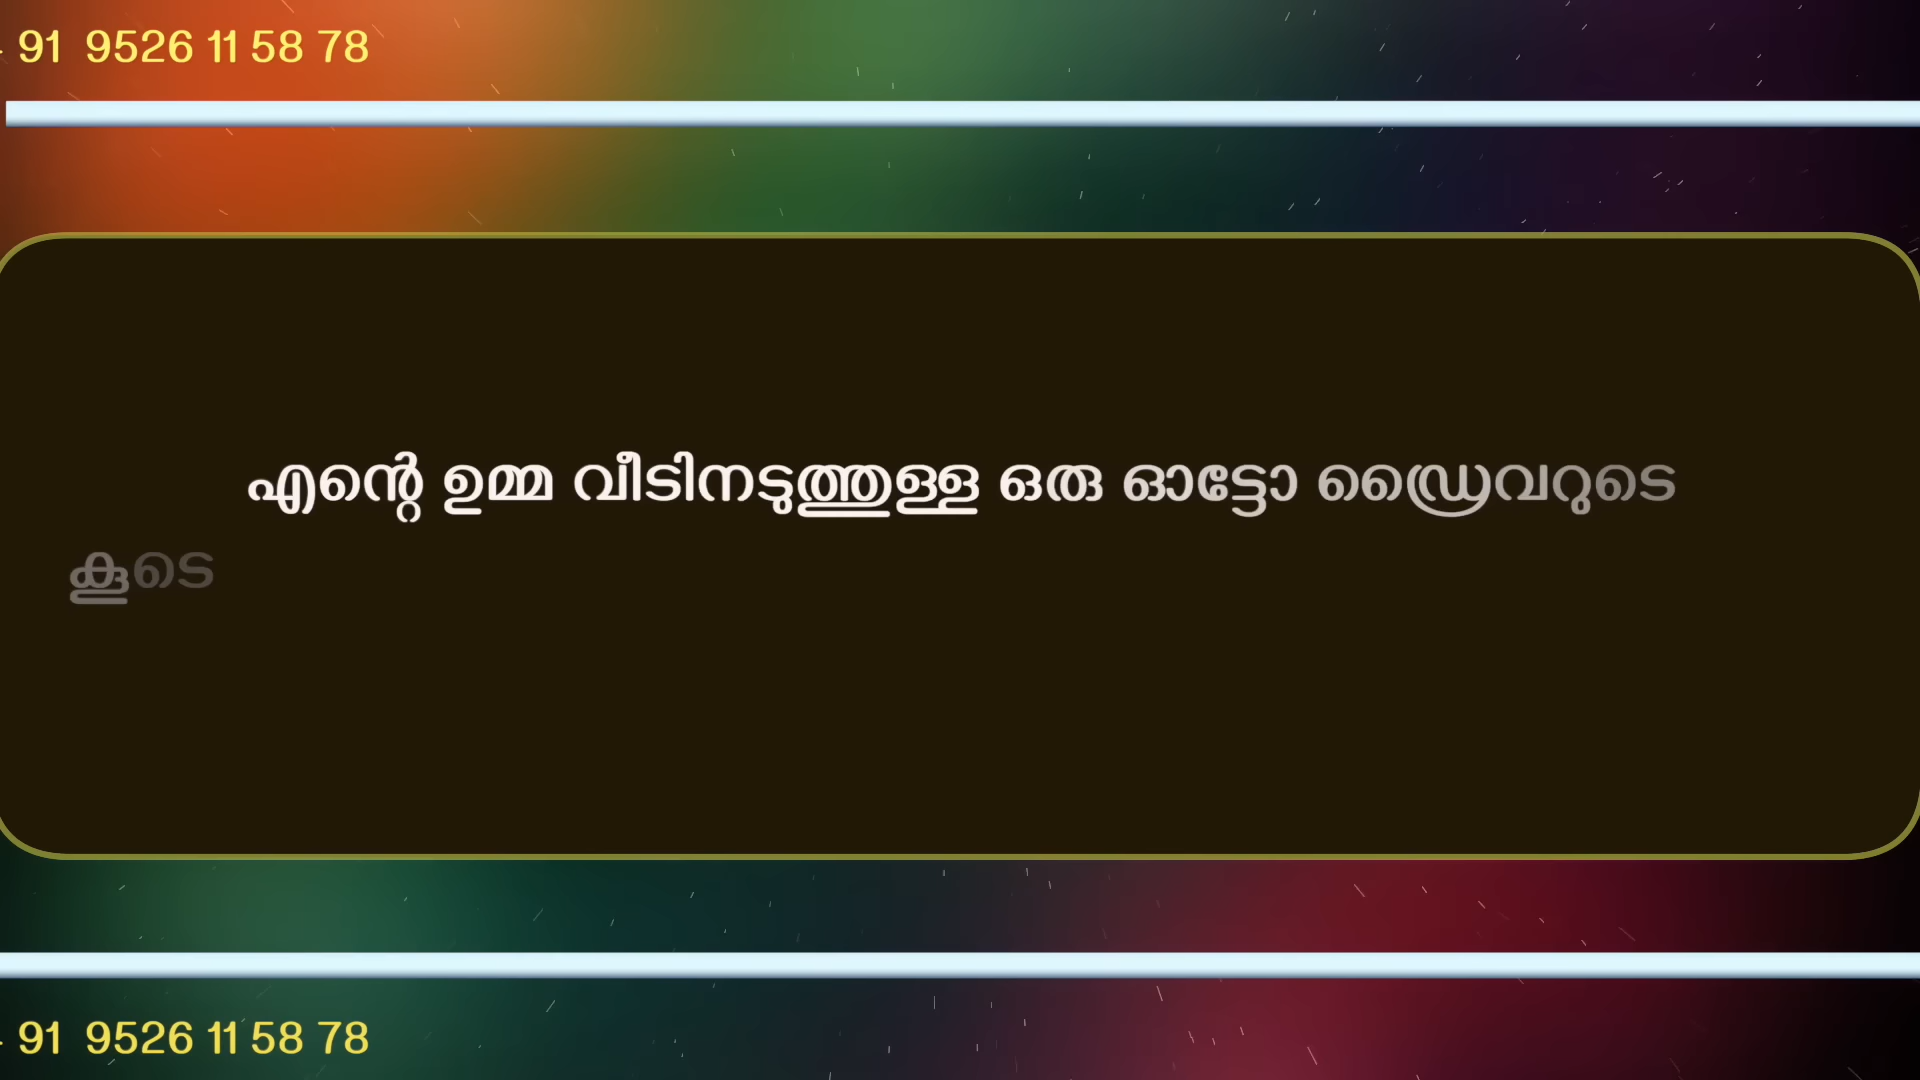 91 9526 11 58 78
എന്റെ ഉമ്മ വീടിനടുത്തുള്ള ഒരു ഓട്ടോ ഡ്രൈവറുടെ
കൂടെ
91 9526 11 58 78